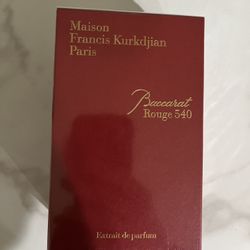 Maison
Francis Kurkdjian
Paris
Baccarat
Rouge 540
Extrait de parfum